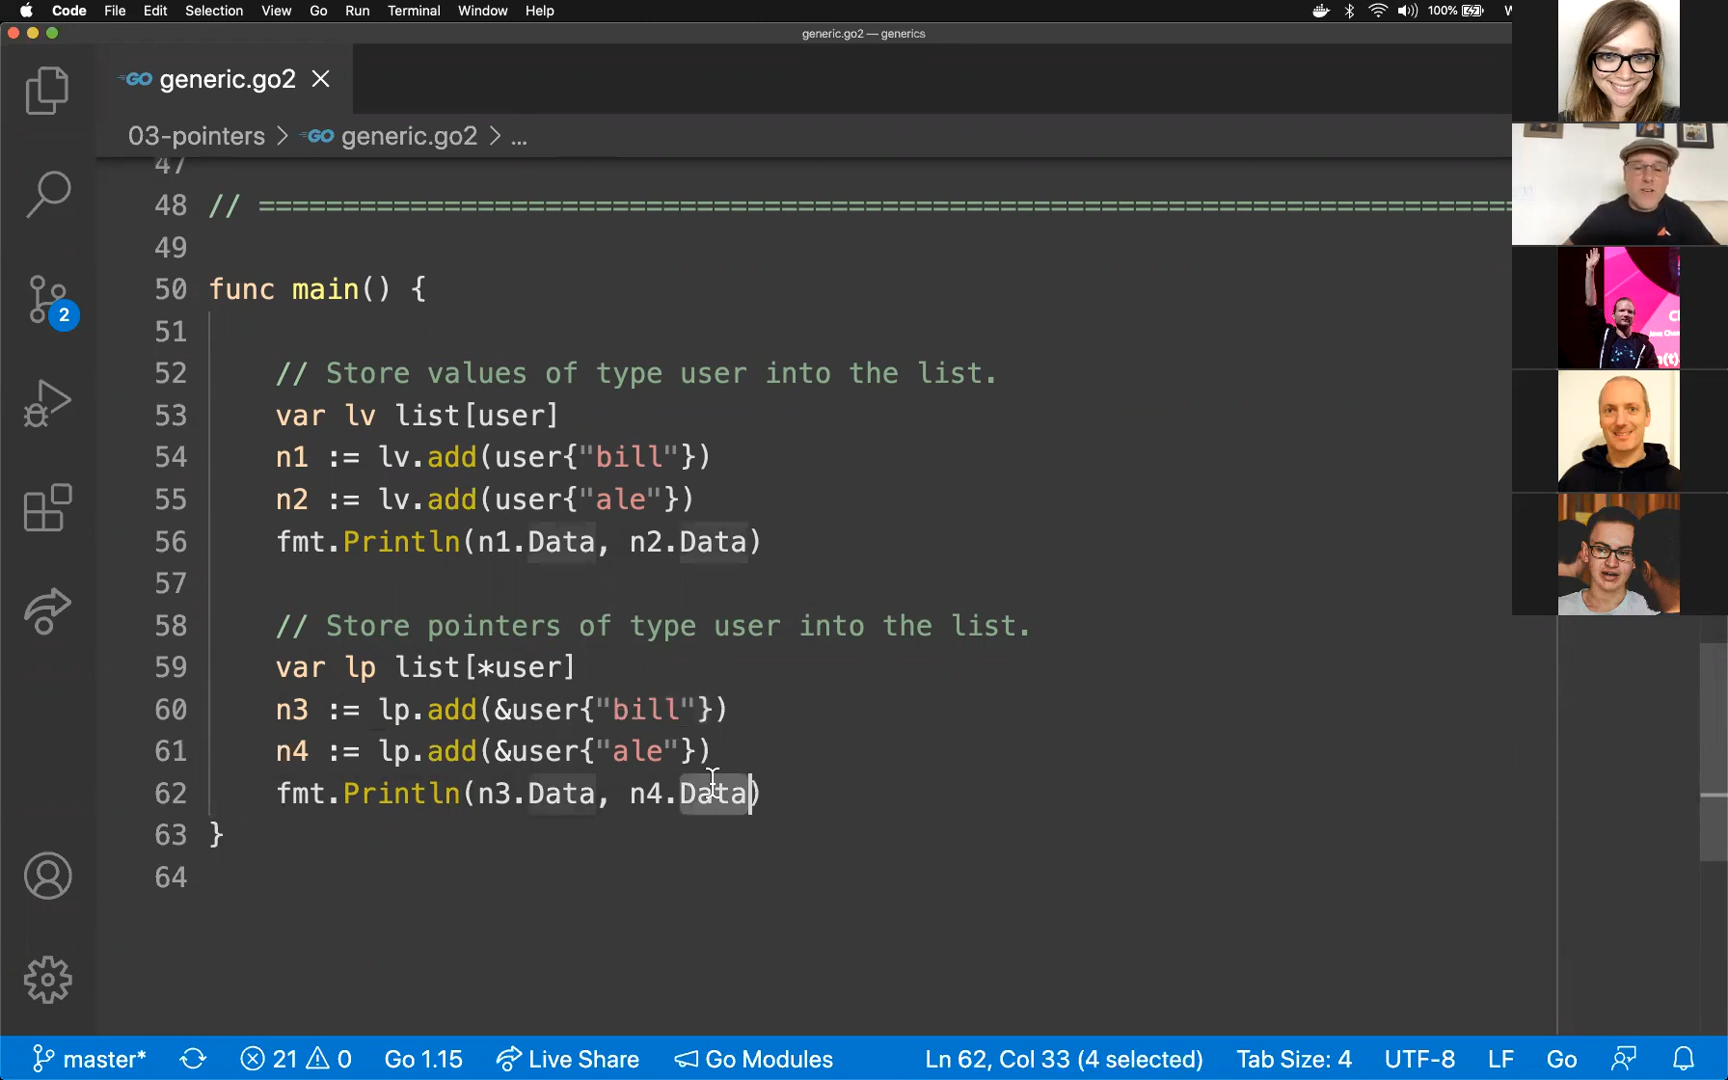 Code File Edit Selection View Go Run Terminal Window Help 100%
generic.go2 — generics
GO generic.go2
03-pointers > GO generic.go2 > ...
47
48 // ===========================================================================
49
50 func main() {
51
52 // Store values of type user into the list.
53 var lv list[user]
54 n1 := lv.add(user{"bill"})
55 n2 := lv.add(user{"ale"})
56 fmt.Println(n1.Data, n2.Data)
57
58 // Store pointers of type user into the list.
59 var lp list[*user]
60 n3 := lp.add(&user{"bill"})
61 n4 := lp.add(&user{"ale"})
62 fmt.Println(n3.Data, n4.Data)
63 }
64
2
master* 21 0 Go 1.15 Live Share Go Modules Ln 62, Col 33 (4 selected) Tab Size: 4 UTF-8 LF Go